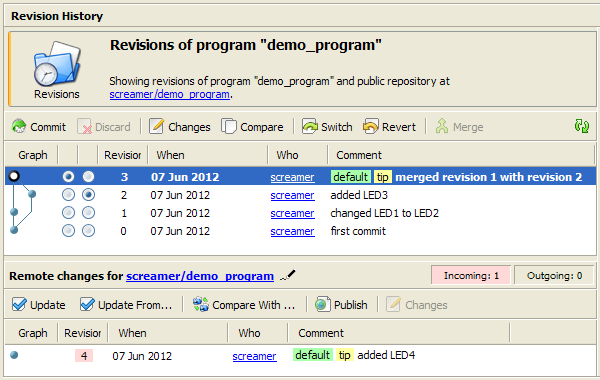 Revision History
Revisions of program "demo_program"
Showing revisions of program "demo_program" and public repository at
screamer/demo_program.
Revisions
Commit Discard Changes Compare Switch Revert Merge
Graph Revision When Who Comment
3 07 Jun 2012 screamer default tip merged revision 1 with revision 2
2 07 Jun 2012 screamer added LED3
1 07 Jun 2012 screamer changed LED1 to LED2
0 07 Jun 2012 screamer first commit
Remote changes for screamer/demo_program Incoming: 1 Outgoing: 0
Update Update From... Compare With ... Publish Changes
Graph Revision When Who Comment
4 07 Jun 2012 screamer default tip added LED4